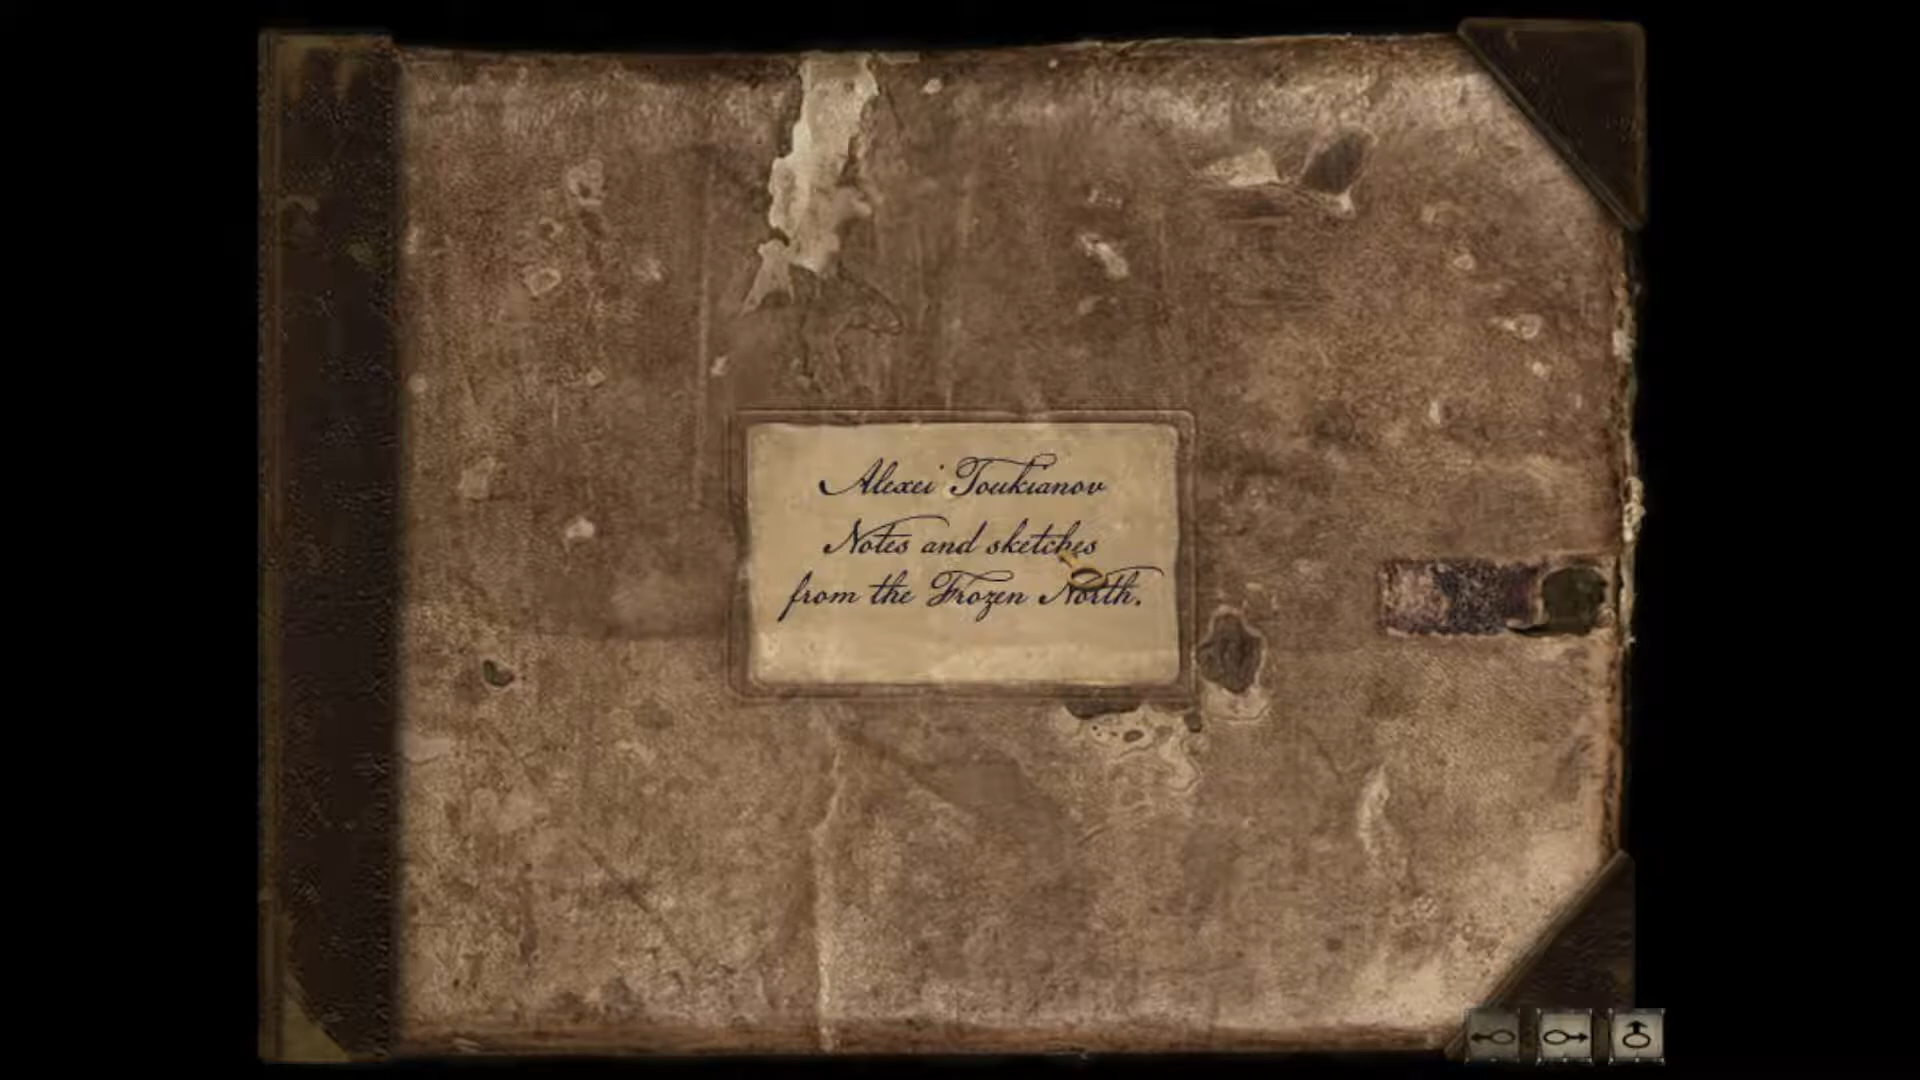 Alexei Toukianov
Notes and sketches
from the Frozen North.